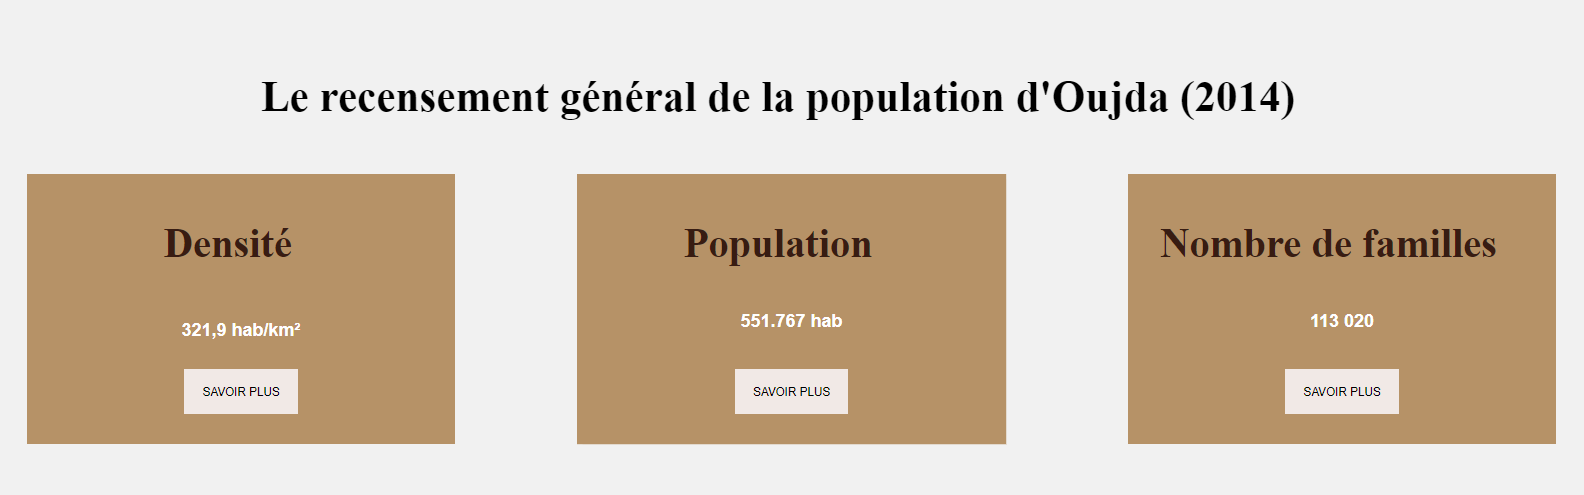 Le recensement général de la population d'Oujda (2014)
Densité
321,9 hab/km²
SAVOIR PLUS
Population
551.767 hab
SAVOIR PLUS
Nombre de familles
113 020
SAVOIR PLUS